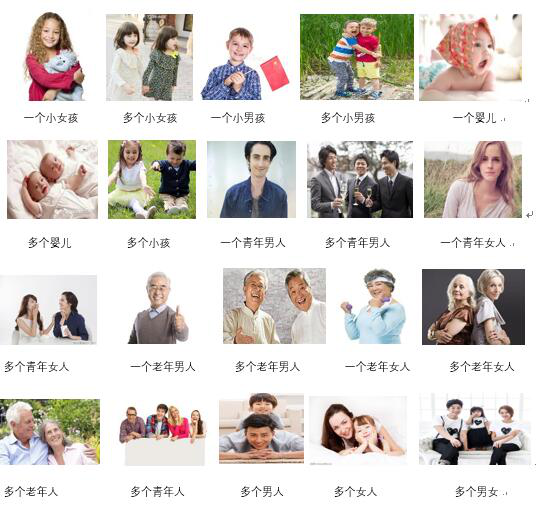 一个小女孩
多个小女孩
一个小男孩
多个小男孩
一个婴儿
多个婴儿
多个小孩
一个青年男人
多个青年男人
一个青年女人
多个青年女人
一个老年男人
多个老年男人
一个老年女人
多个老年女人
多个老年人
多个青年人
多个男人
多个女人
多个男女